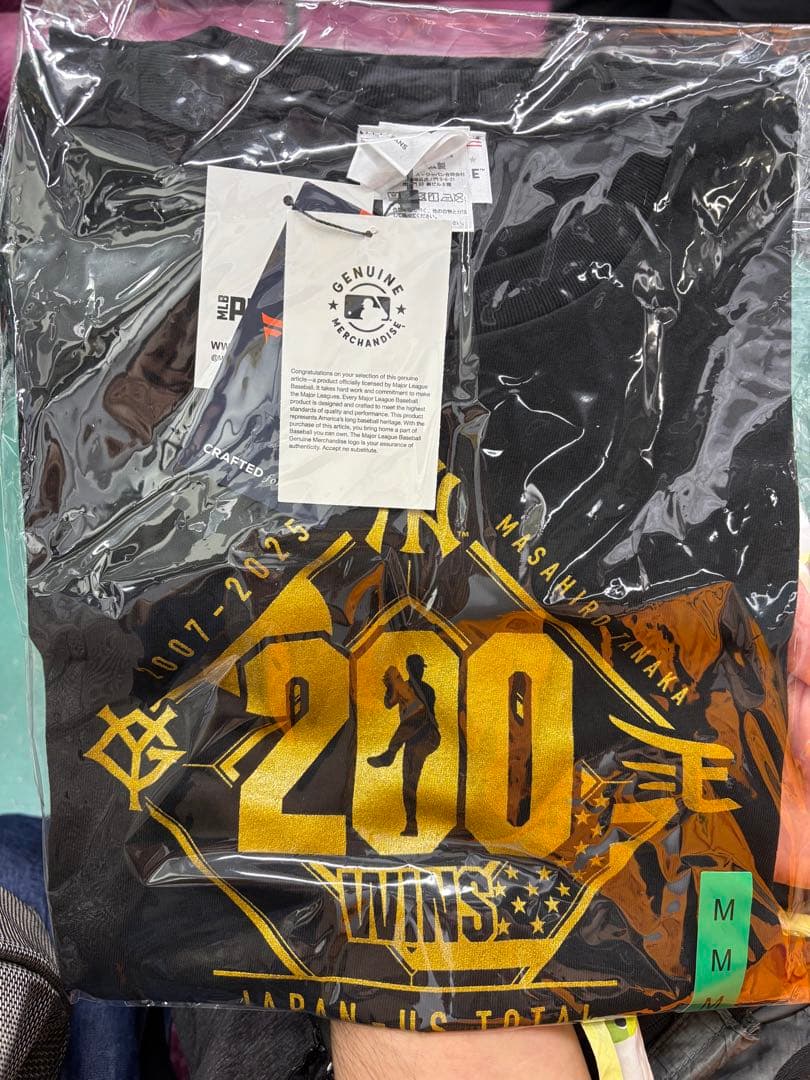 GENUINE
MERCHANDISE
Congratulations on your selection of this genuine
article—a product officially licensed by Major League
Baseball. It takes hard work and commitment to make
the Major Leagues. Every Major League Baseball
product is designed and crafted to meet the highest
standards of quality and performance. This product
represents America's long baseball heritage. With the
purchase of this article, you bring home a part of
Baseball you can own. The Major League Baseball
Genuine Merchandise logo is your assurance of
authenticity. Accept no substitute.
MLB
CRAFTED
2007-2025
MASAHIRO TANAKA
200
WINS
JAPAN-US TOTAL
E
M
M
M